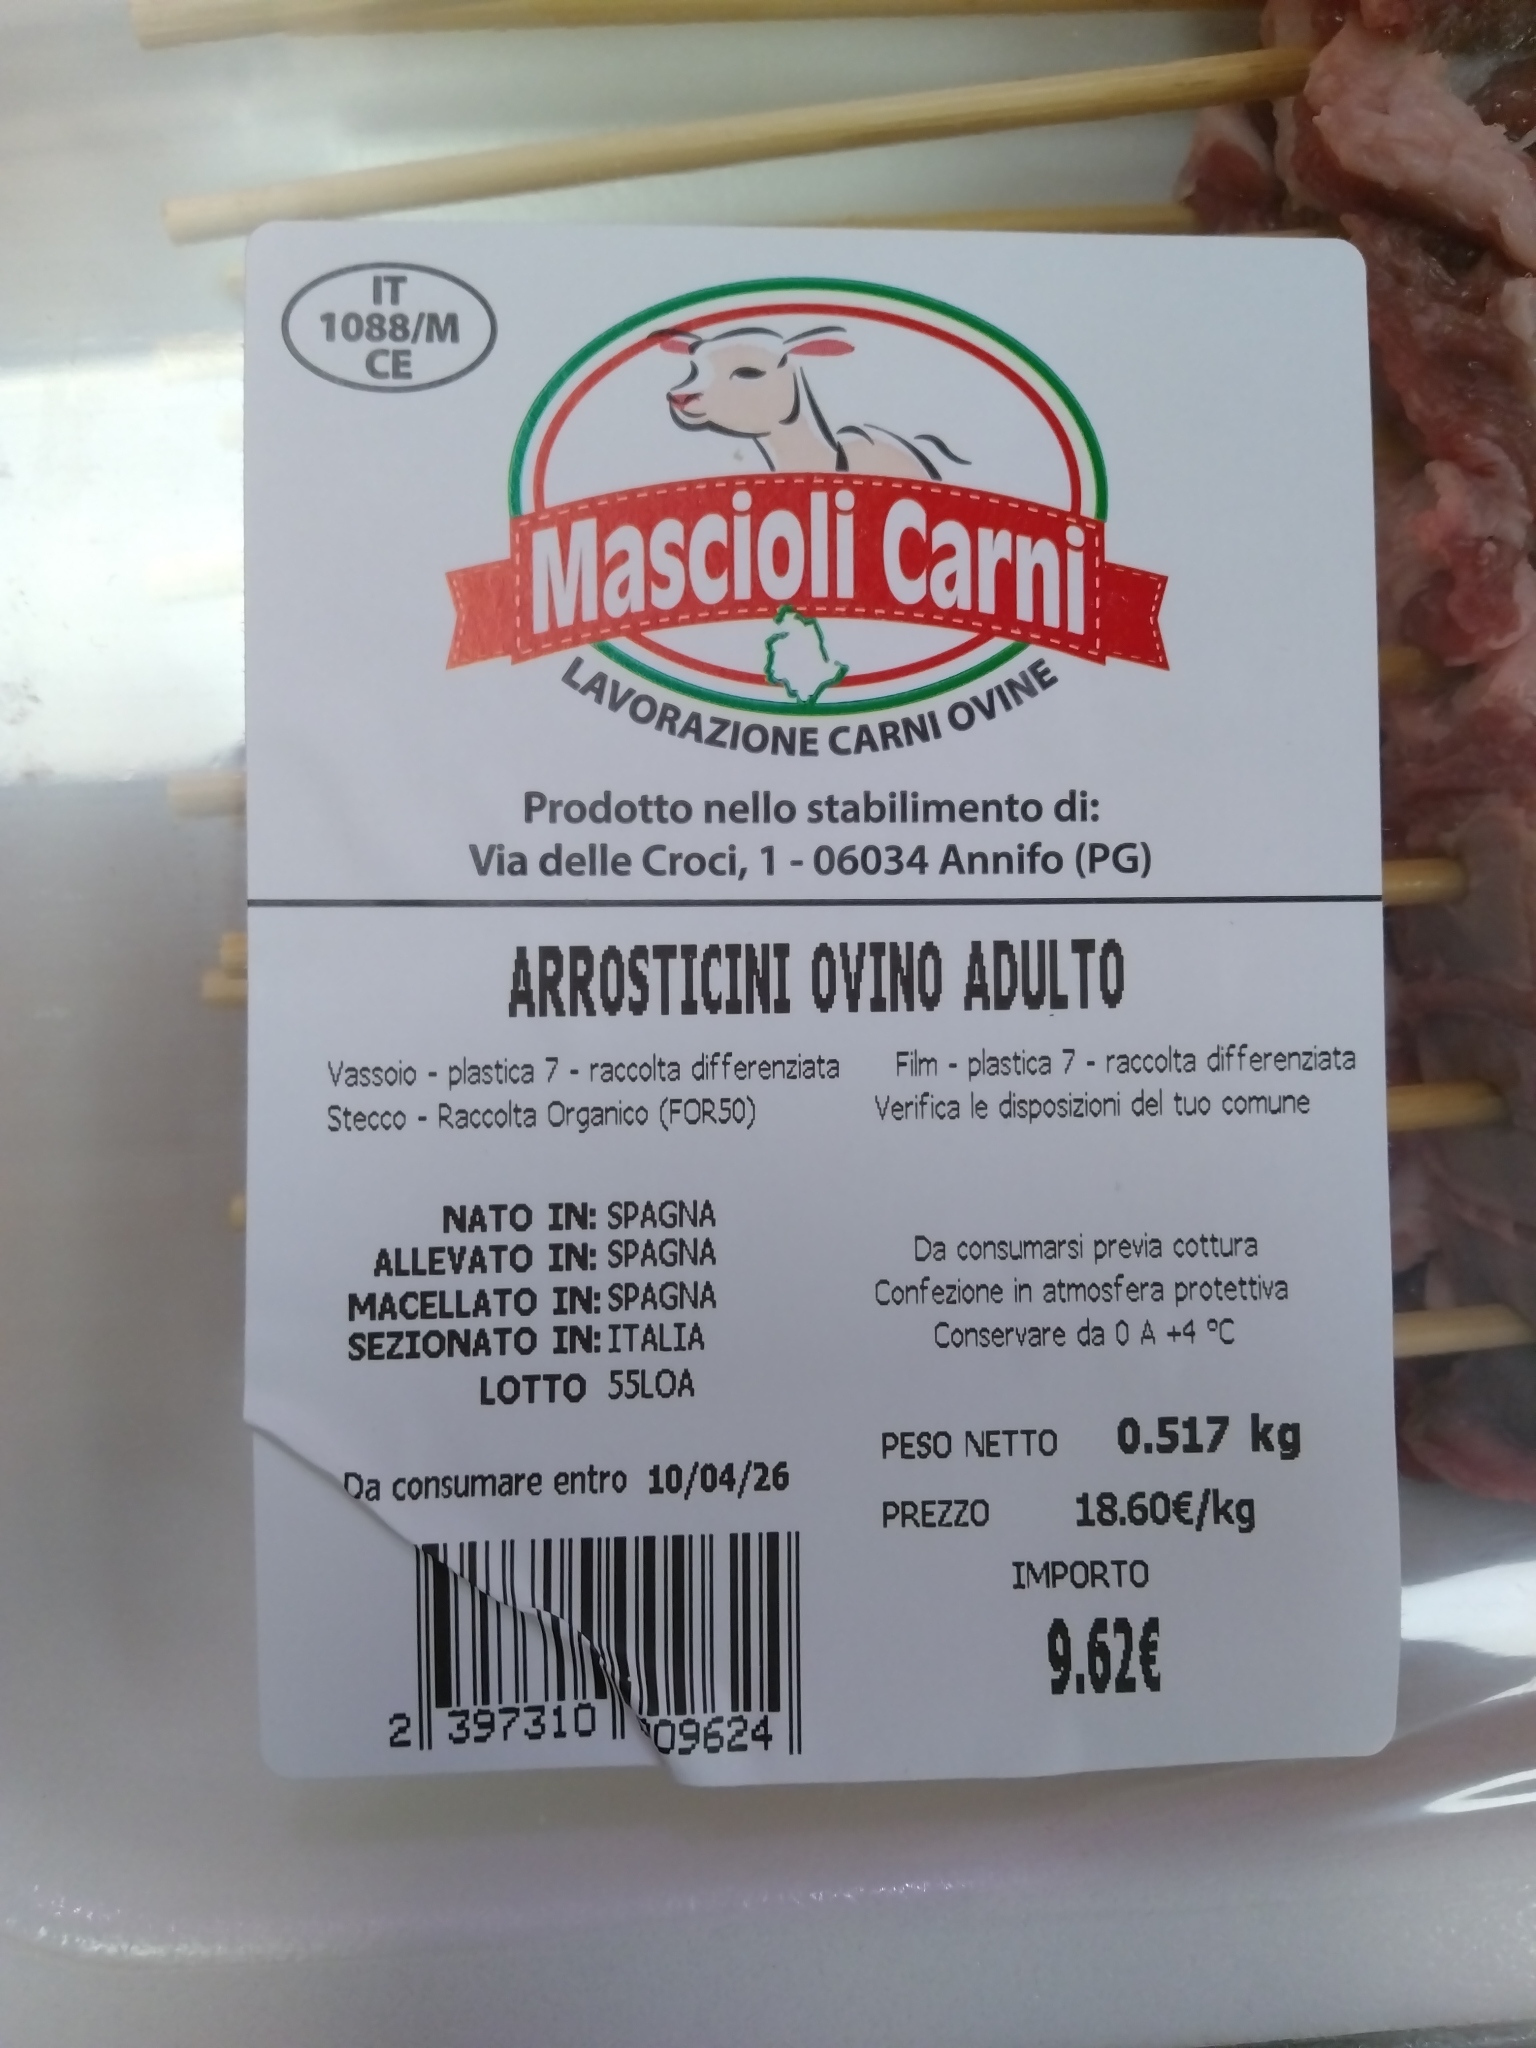 IT
1088/M
CE
Mascioli Carni
LAVORAZIONE CARNI OVINE
Prodotto nello stabilimento di:
Via delle Croci, 1 - 06034 Annifo (PG)
ARROSTICINI OVINO ADULTO
Vassoio - plastica 7 - raccolta differenziata
Stecco - Raccolta Organico (FOR50)
Film - plastica 7 - raccolta differenziata
Verifica le disposizioni del tuo comune
NATO IN: SPAGNA
ALLEVATO IN: SPAGNA
MACELLATO IN: SPAGNA
SEZIONATO IN: ITALIA
LOTTO 55LOA
Da consumarsi previa cottura
Confezione in atmosfera protettiva
Conservare da 0 A +4 °C
Da consumare entro 10/04/26
PESO NETTO 0.517 kg
PREZZO 18.60€/kg
IMPORTO
9.62€
2 397310 009624